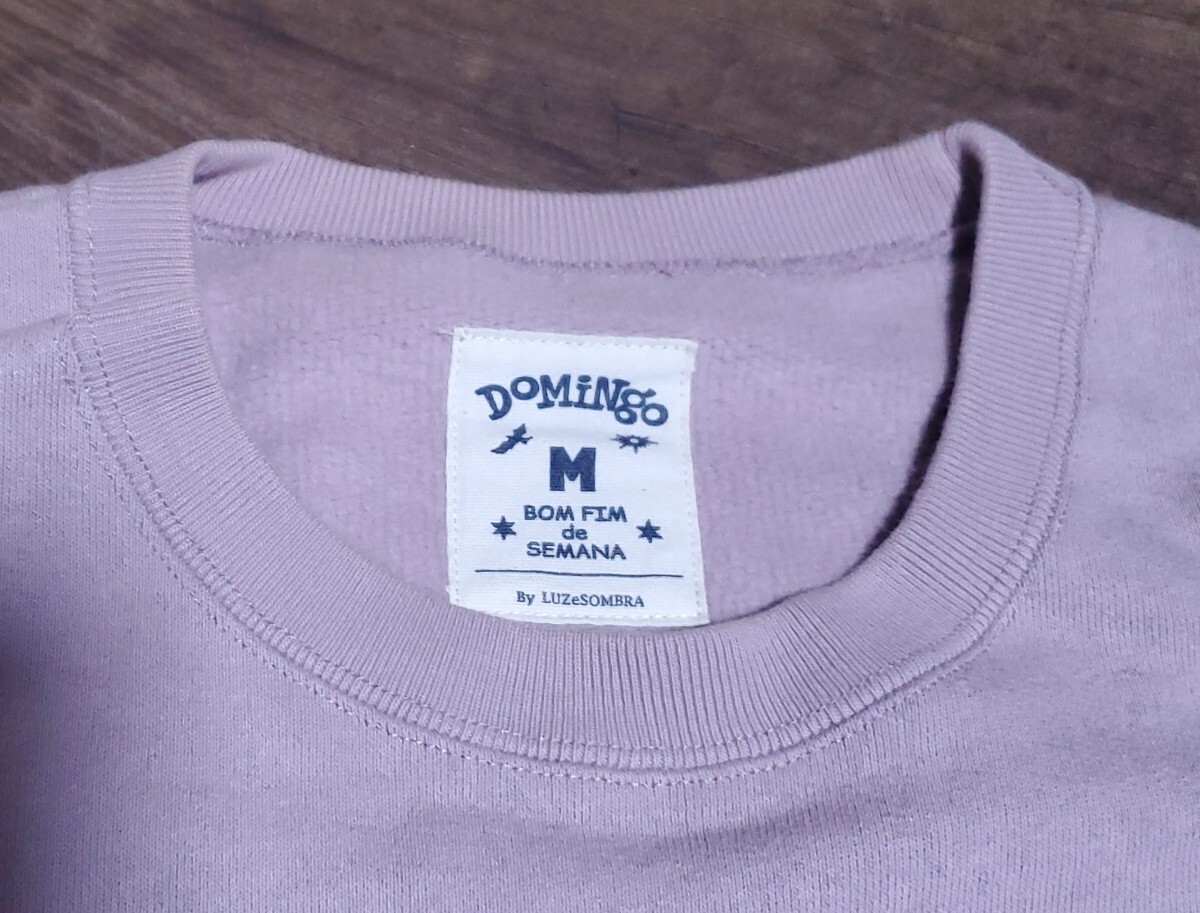 DOMiNgo
M
BOM FIM
de
SEMANA
By LUZeSOMBRA